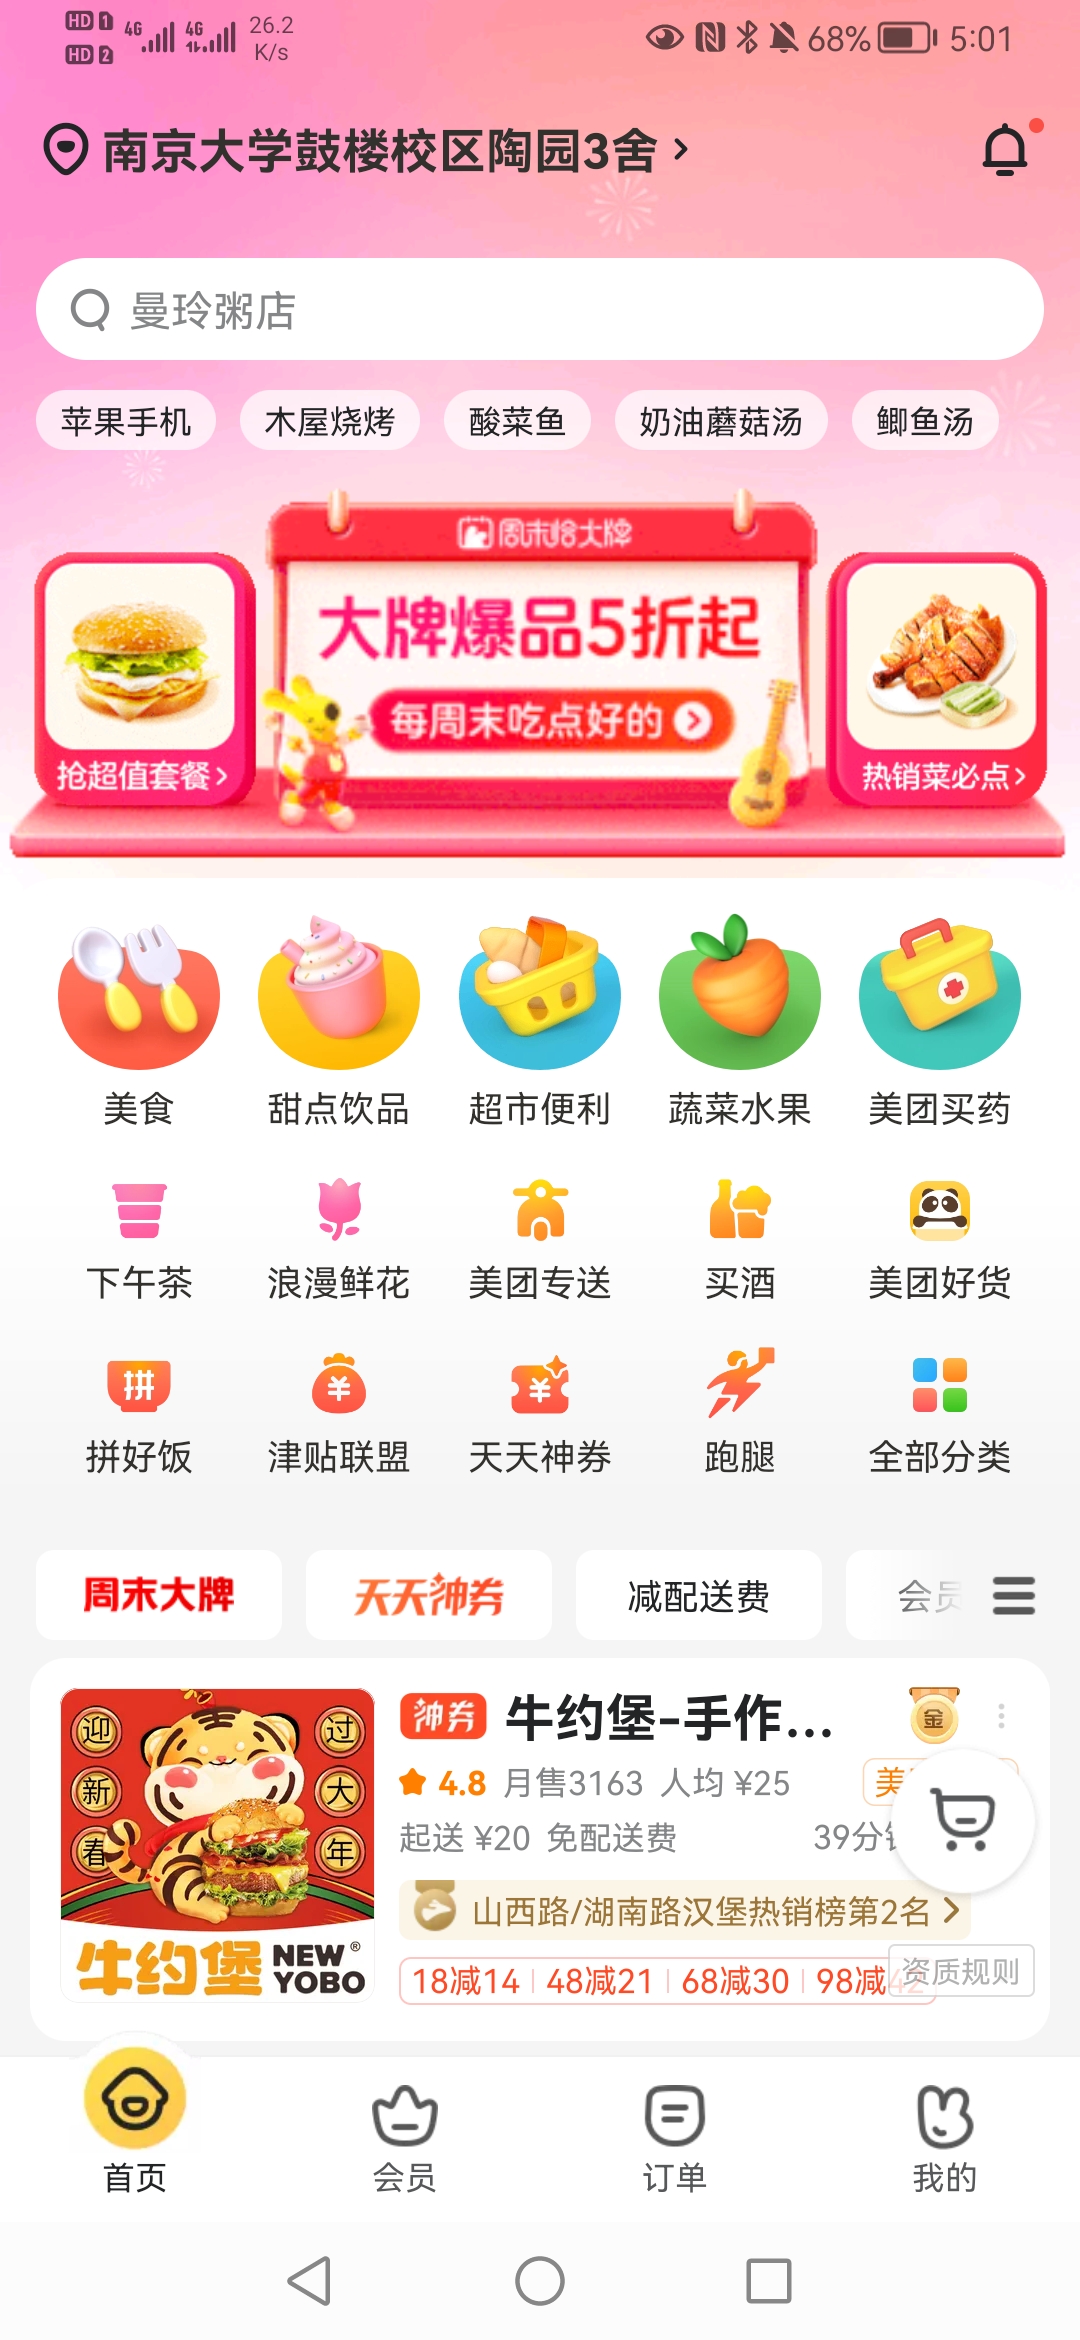 HD 1 4G 4G 26.2
HD 2 K/s
68% 5:01
南京大学鼓楼校区陶园3舍
曼玲粥店
苹果手机 木屋烧烤 酸菜鱼 奶油蘑菇汤 鲫鱼汤
周末啥大牌
大牌爆品5折起
每周末吃点好的
抢超值套餐
热销菜必点
美食 甜点饮品 超市便利 蔬菜水果 美团买药
下午茶 浪漫鲜花 美团专送 买酒 美团好货
拼
拼好饭 津贴联盟 天天神券 跑腿 全部分类
周末大牌 天天神券 减配送费 会员
迎新春
过大年
牛约堡 NEW YOBO®
神券 牛约堡-手作...
金
4.8 月售3163 人均 ¥25 美
起送 ¥20 免配送费 39分钟
山西路/湖南路汉堡热销榜第2名
18减14 48减21 68减30 98减42
资质规则
首页 会员 订单 我的